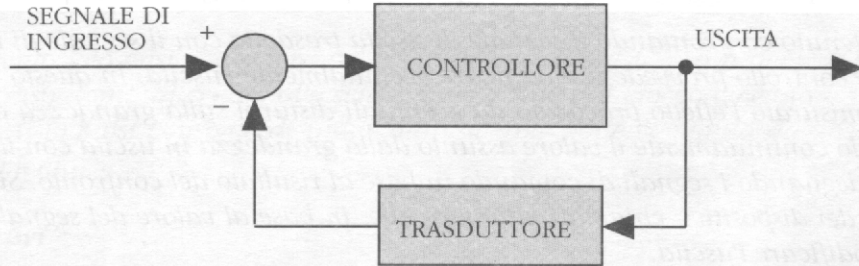 SEGNALE DI
INGRESSO
+
−
CONTROLLORE
USCITA
TRASDUTTORE